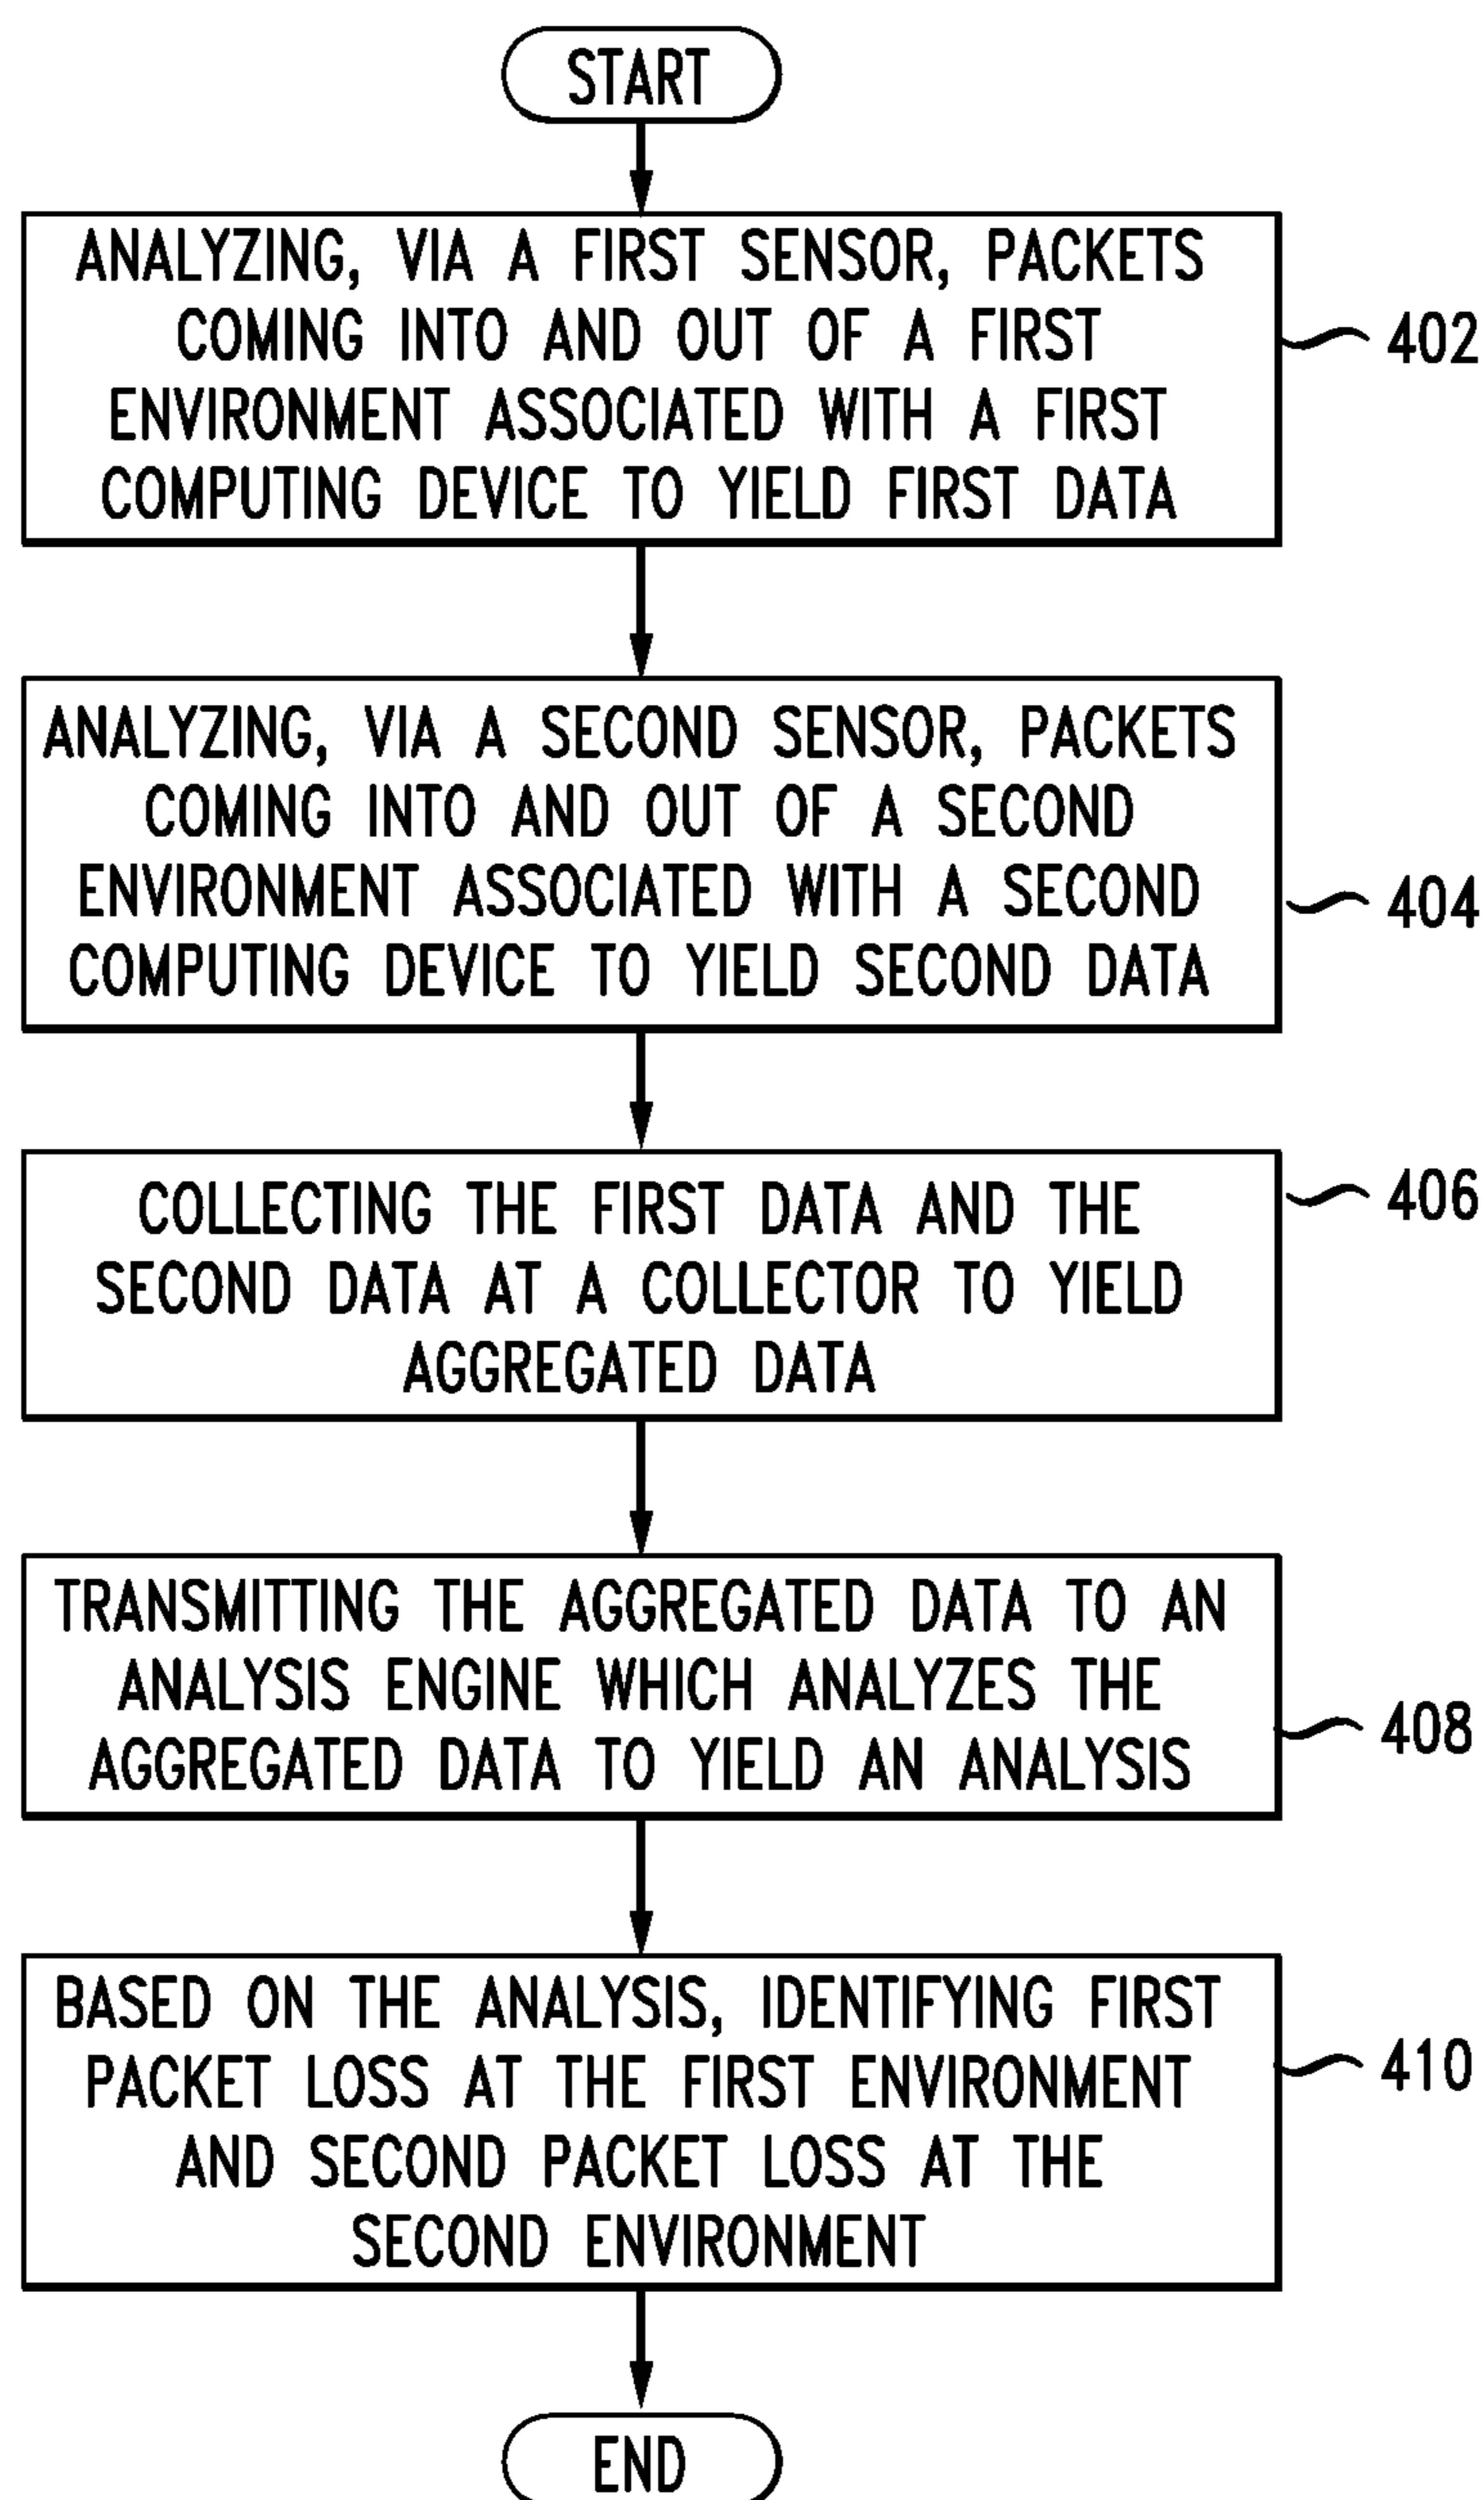 START
ANALYZING, VIA A FIRST SENSOR, PACKETS
COMING INTO AND OUT OF A FIRST
ENVIRONMENT ASSOCIATED WITH A FIRST
COMPUTING DEVICE TO YIELD FIRST DATA
402
ANALYZING, VIA A SECOND SENSOR, PACKETS
COMING INTO AND OUT OF A SECOND
ENVIRONMENT ASSOCIATED WITH A SECOND
COMPUTING DEVICE TO YIELD SECOND DATA
404
COLLECTING THE FIRST DATA AND THE
SECOND DATA AT A COLLECTOR TO YIELD
AGGREGATED DATA
406
TRANSMITTING THE AGGREGATED DATA TO AN
ANALYSIS ENGINE WHICH ANALYZES THE
AGGREGATED DATA TO YIELD AN ANALYSIS
408
BASED ON THE ANALYSIS, IDENTIFYING FIRST
PACKET LOSS AT THE FIRST ENVIRONMENT
AND SECOND PACKET LOSS AT THE
SECOND ENVIRONMENT
410
END